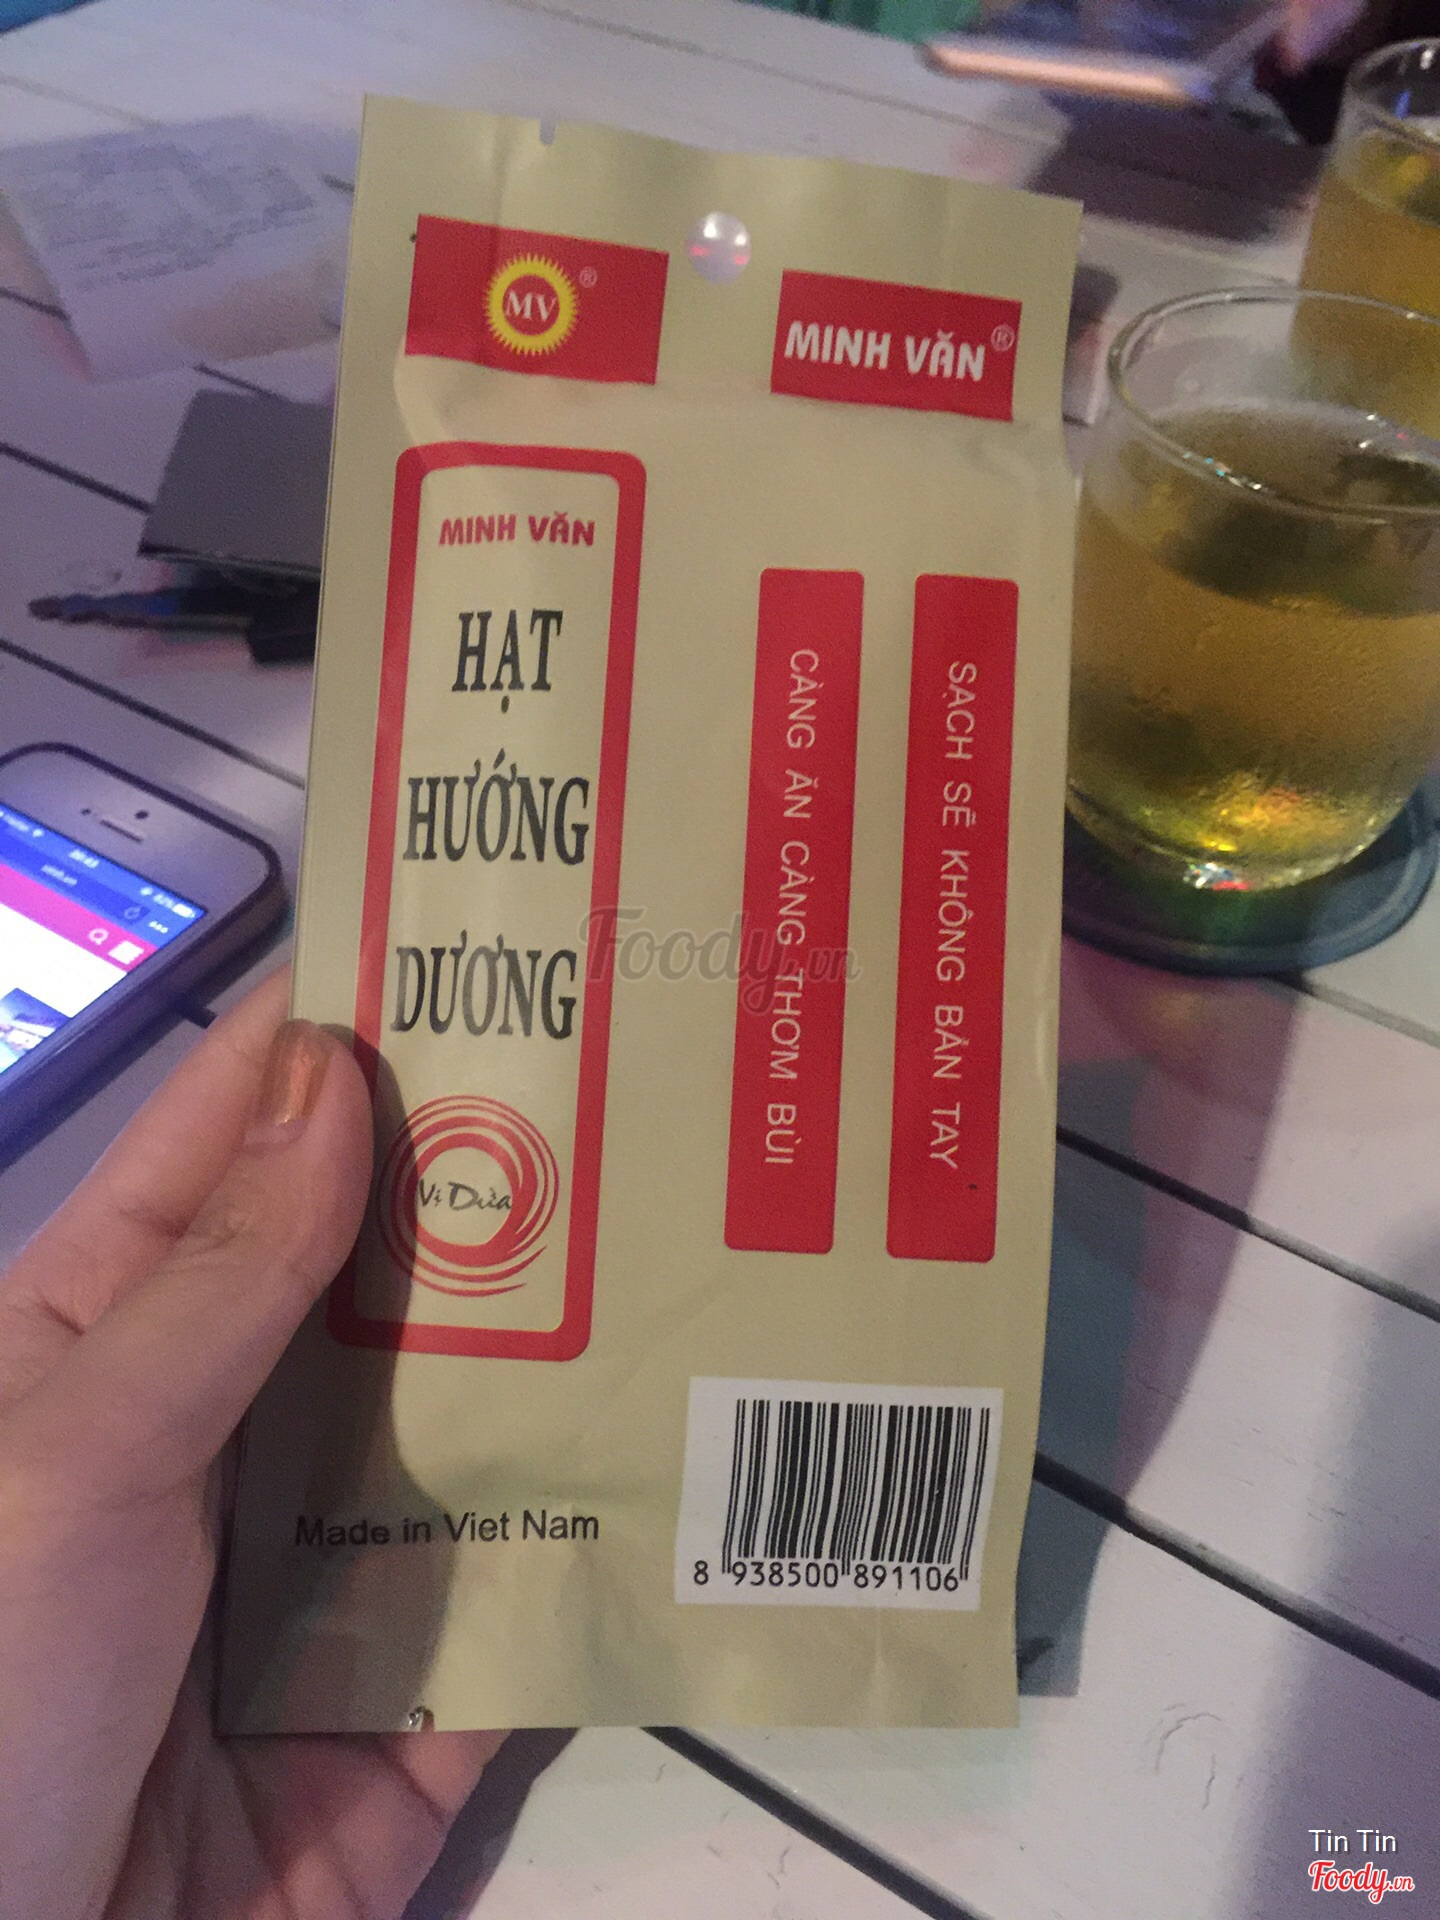 MV ®
MINH VĂN ®
MINH VĂN
HẠT
HƯỚNG
DƯƠNG
Vị Dừa
CÀNG ĂN CÀNG THƠM BÙI
SẠCH SẼ KHÔNG BẨN TAY
Foody.vn
Made in Viet Nam
8 938500 891106
Tin Tin
Foody.vn